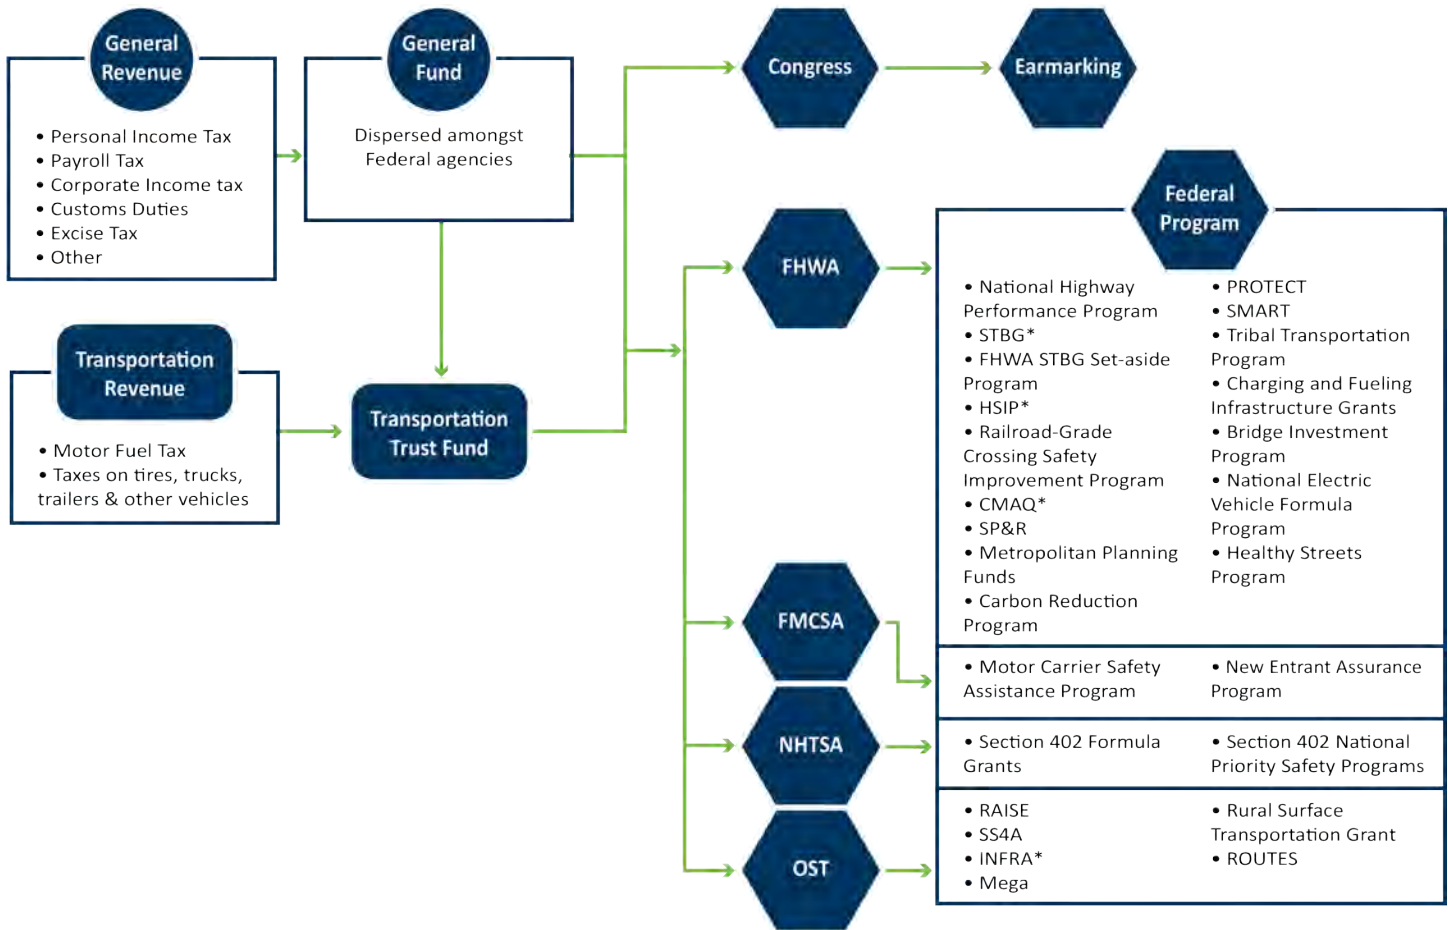 General
Revenue
• Personal Income Tax
• Payroll Tax
• Corporate Income tax
• Customs Duties
• Excise Tax
• Other
General
Fund
Dispersed amongst
Federal agencies
Transportation
Revenue
• Motor Fuel Tax
• Taxes on tires, trucks,
trailers & other vehicles
Transportation
Trust Fund
Congress
Earmarking
FHWA
FMCSA
NHTSA
OST
Federal
Program
• National Highway
Performance Program
• STBG*
• FHWA STBG Set-aside
Program
• HSIP*
• Railroad-Grade
Crossing Safety
Improvement Program
• CMAQ*
• SP&R
• Metropolitan Planning
Funds
• Carbon Reduction
Program
• PROTECT
• SMART
• Tribal Transportation
Program
• Charging and Fueling
Infrastructure Grants
• Bridge Investment
Program
• National Electric
Vehicle Formula
Program
• Healthy Streets
Program
• Motor Carrier Safety
Assistance Program
• New Entrant Assurance
Program
• Section 402 Formula
Grants
• Section 402 National
Priority Safety Programs
• RAISE
• SS4A
• INFRA*
• Mega
• Rural Surface
Transportation Grant
• ROUTES